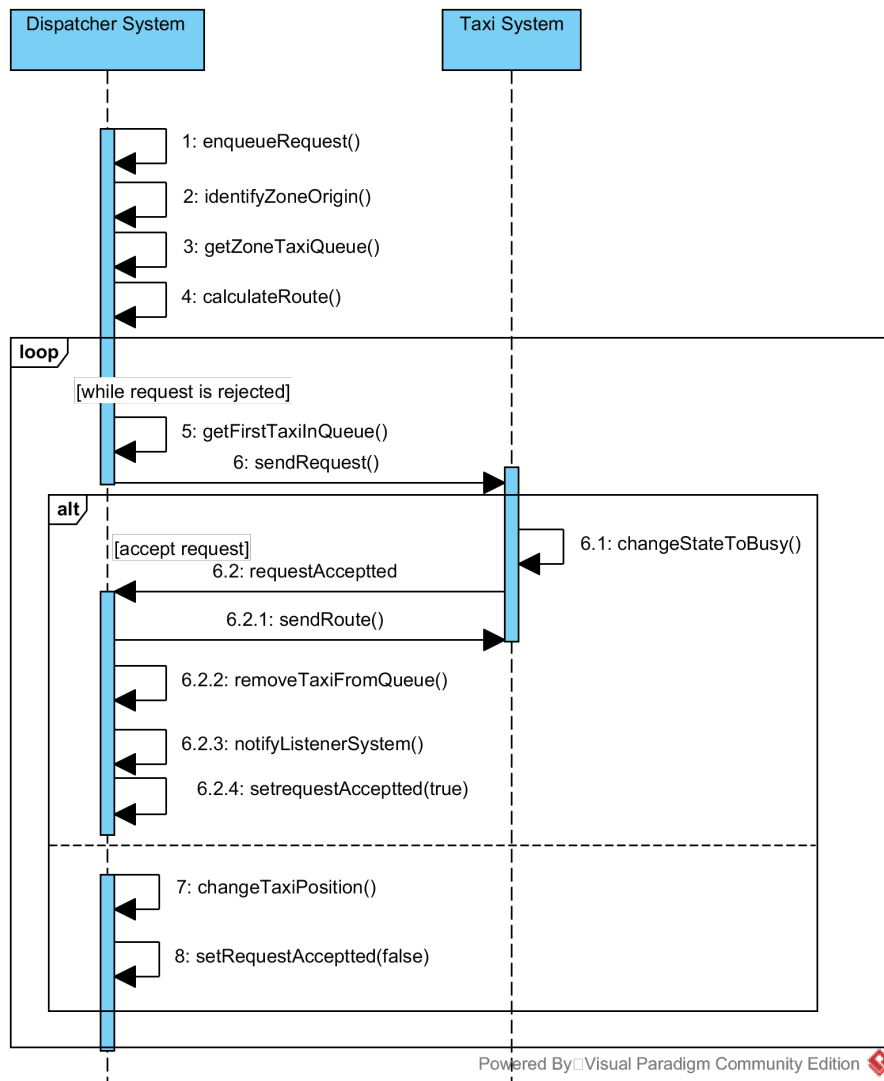 Dispatcher System
Taxi System
1: enqueueRequest()
2: identifyZoneOrigin()
3: getZoneTaxiQueue()
4: calculateRoute()
loop
[while request is rejected]
5: getFirstTaxiInQueue()
6: sendRequest()
alt
6.1: changeStateToBusy()
[accept request]
6.2: requestAcceptted
6.2.1: sendRoute()
6.2.2: removeTaxiFromQueue()
6.2.3: notifyListenerSystem()
6.2.4: setrequestAcceptted(true)
7: changeTaxiPosition()
8: setRequestAcceptted(false)
Powered By Visual Paradigm Community Edition